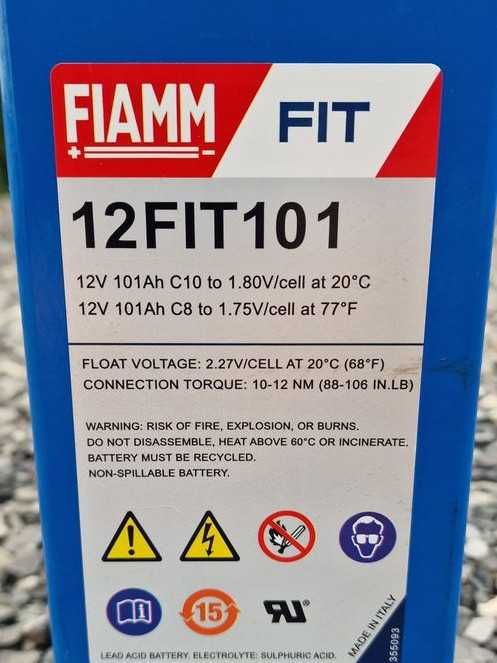 FIAMM
+ -
FIT
12FIT101
12V 101Ah C10 to 1.80V/cell at 20°C
12V 101Ah C8 to 1.75V/cell at 77°F
FLOAT VOLTAGE: 2.27V/CELL AT 20°C (68°F)
CONNECTION TORQUE: 10-12 NM (88-106 IN.LB)
WARNING: RISK OF FIRE, EXPLOSION, OR BURNS.
DO NOT DISASSEMBLE, HEAT ABOVE 60°C OR INCINERATE.
BATTERY MUST BE RECYCLED.
NON-SPILLABLE BATTERY.
15
RU
MADE IN ITALY
355093
LEAD ACID BATTERY. ELECTROLYTE: SULPHURIC ACID.